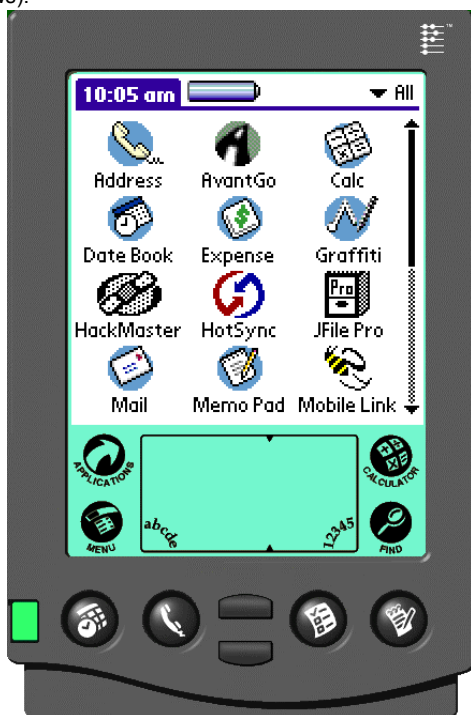 10:05 am All
Address AvantGo Calc
Date Book Expense Graffiti
Pro
HackMaster HotSync JFile Pro
Mail Memo Pad Mobile Link
APPLICATIONS CALCULATOR
abcde 12345
MENU FIND